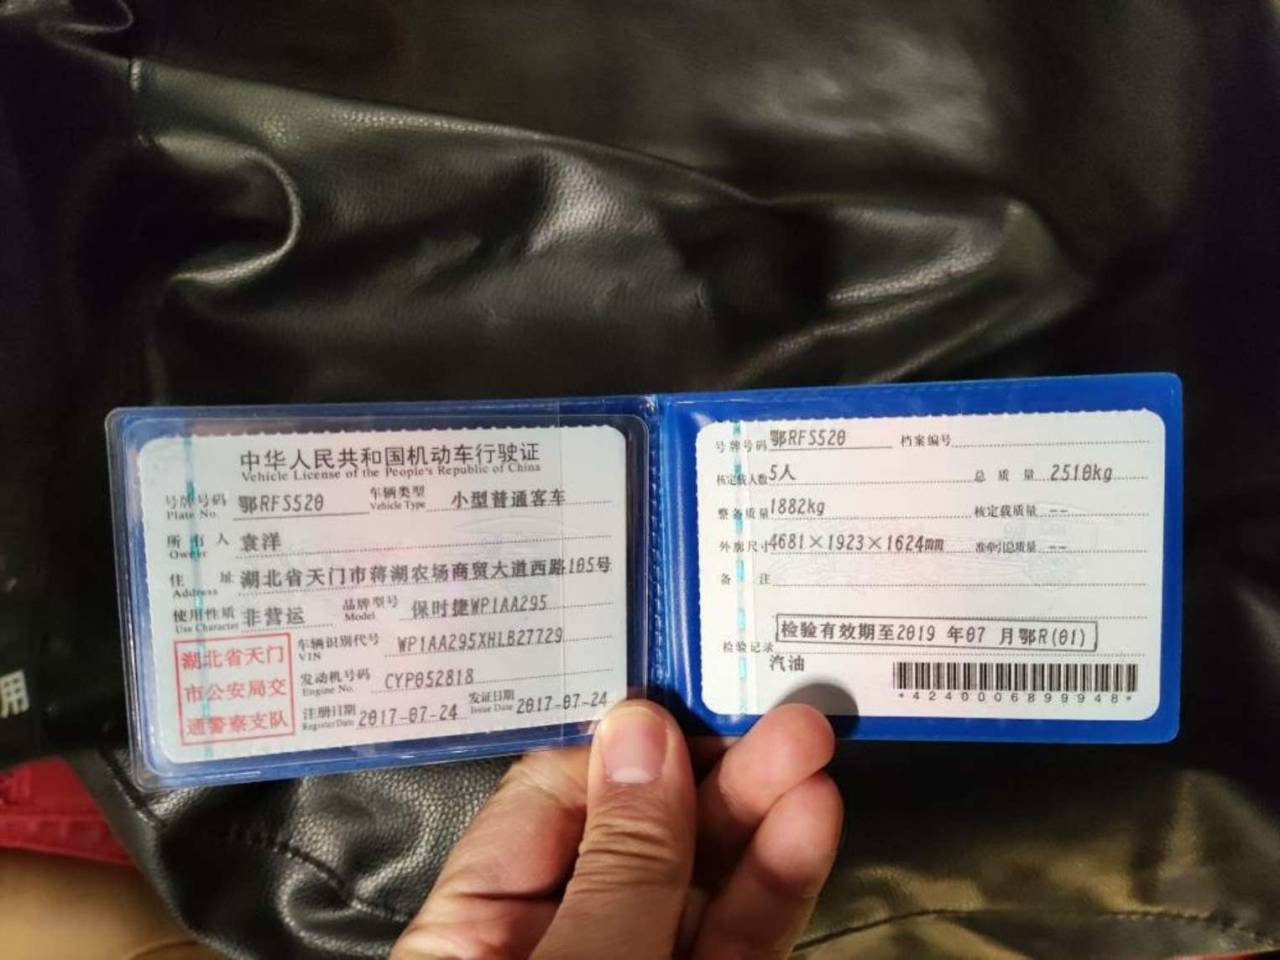 中华人民共和国机动车行驶证
Vehicle License of the People's Republic of China
号牌号码 鄂RFS520 车辆类型 小型普通客车
Plate No. Vehicle Type
所有人 袁洋
Owner
住址 湖北省天门市蒋湖农场商贸大道西路105号
Address
使用性质 非营运 品牌型号 保时捷WP1AA295
Use Character Model
湖北省天门
市公安局交
通警察支队
车辆识别代号 WP1AA295XHLB27729
VIN
发动机号码 CYP052818
Engine No.
注册日期 2017-07-24 发证日期 2017-07-24
Register Date Issue Date
号牌号码 鄂RFS520 档案编号
核定载人数 5人 总质量 2510kg
整备质量 1882kg 核定载质量 --
外廓尺寸 4681×1923×1624mm 准牵引总质量 --
备注
检验有效期至2019 年07 月鄂R(01)
检验记录
汽油
*4240006899948*
用